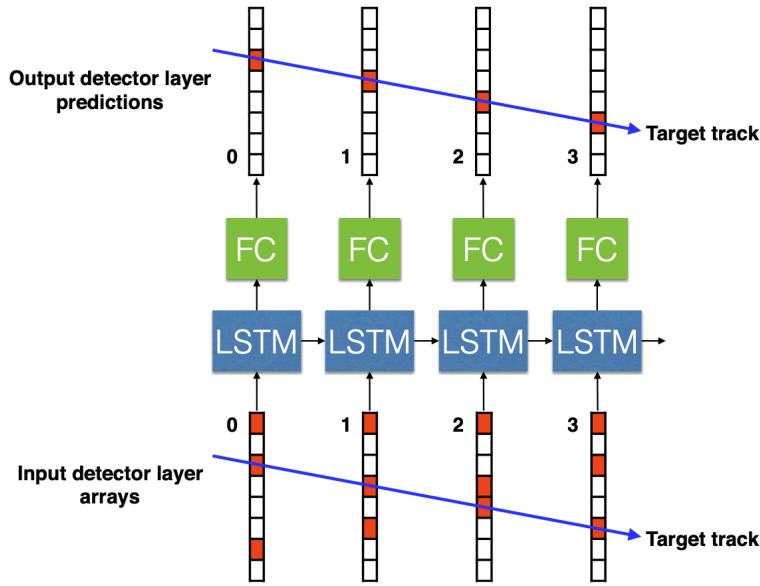 Output detector layer
predictions
0 1 2 3
Target track
FC FC FC FC
LSTM LSTM LSTM LSTM
0 1 2 3
Input detector layer
arrays
Target track